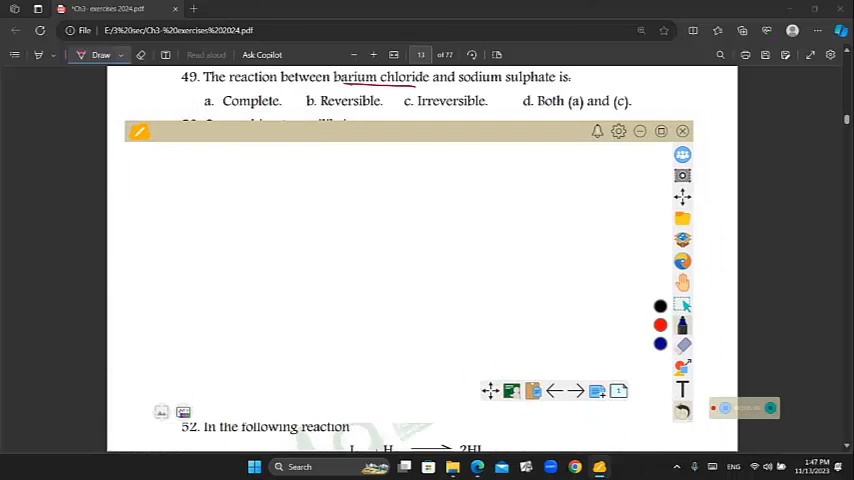 *Ch3- exercises 2024.pdf
File
E:/3%20sec/Ch3-%20exercises%202024.pdf
Draw
Read aloud
Ask Copilot
13 of 77
49. The reaction between barium chloride and sodium sulphate is:
a. Complete. b. Reversible. c. Irreversible. d. Both (a) and (c).
1
T
52. In the following reaction
2HI
Search
ENG
1:47 PM
11/13/2023